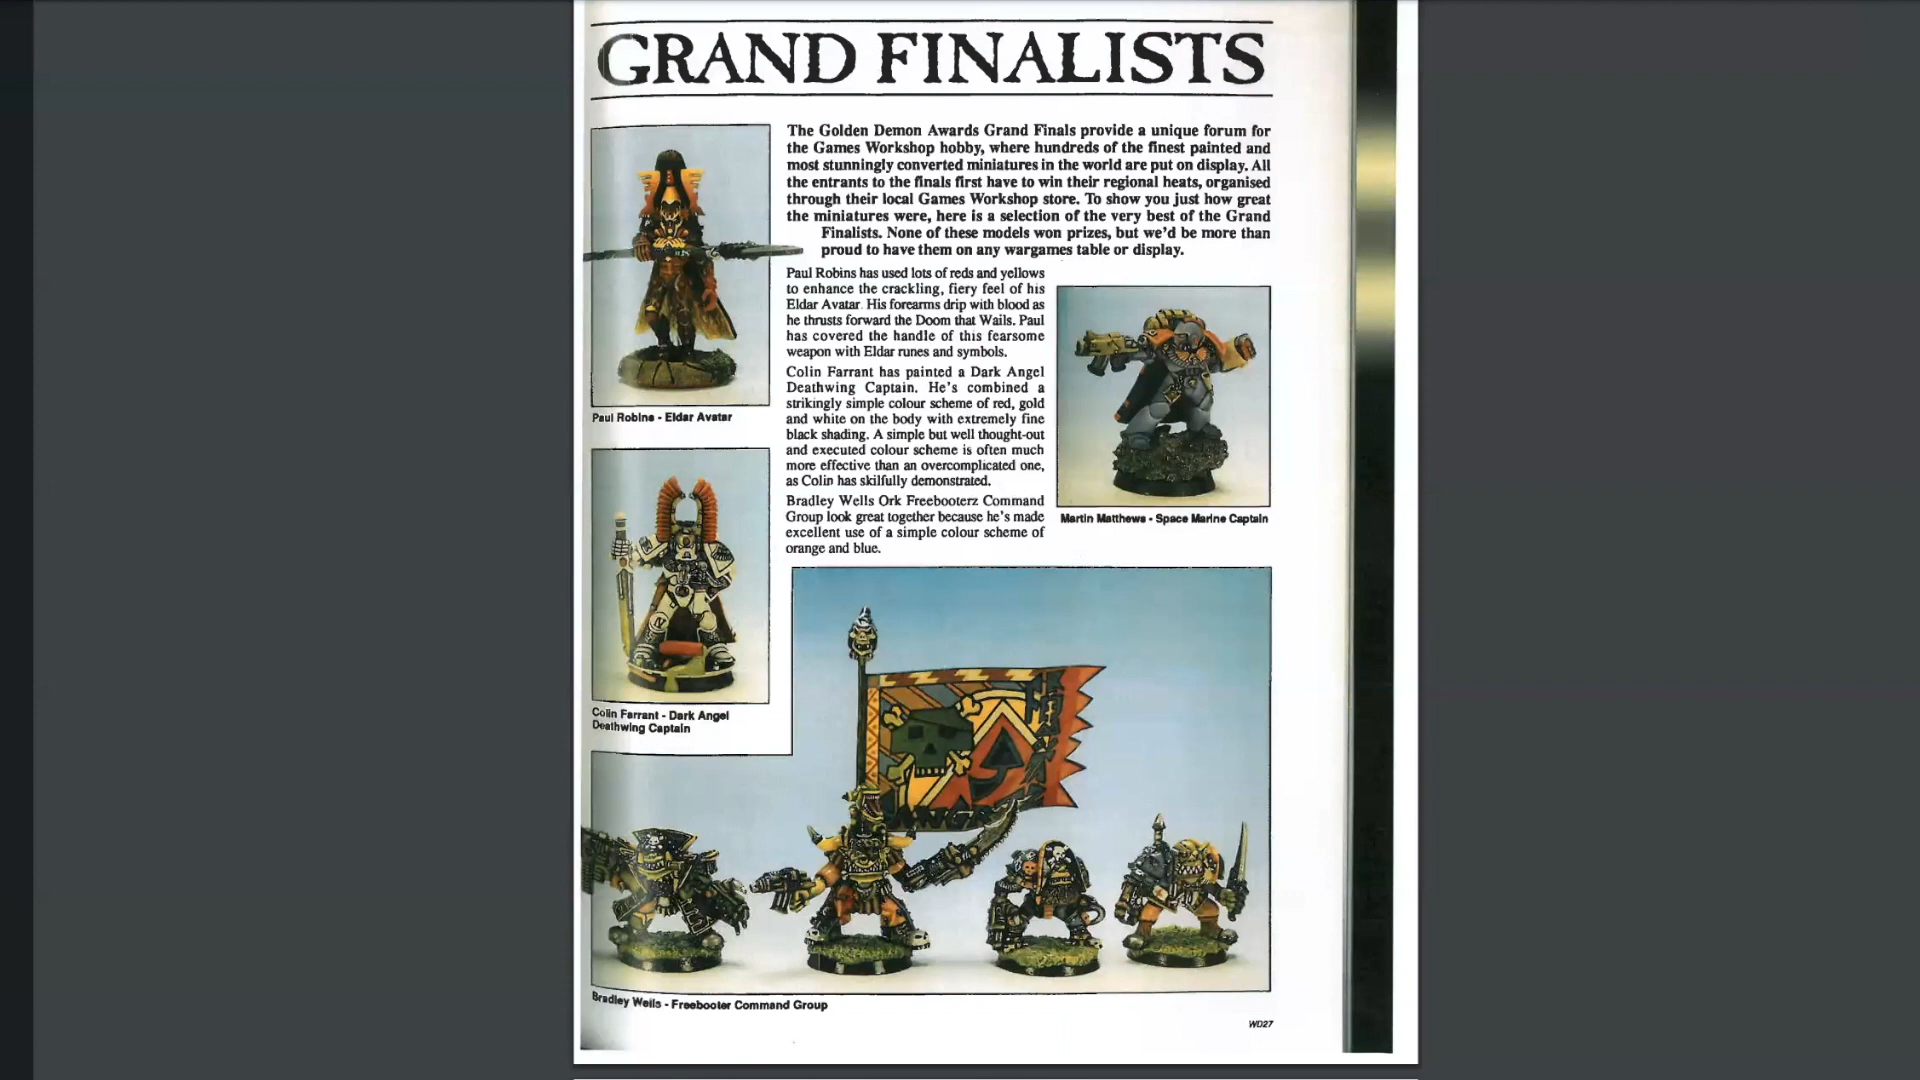 GRAND FINALISTS
The Golden Demon Awards Grand Finals provide a unique forum for
the Games Workshop hobby, where hundreds of the finest painted and
most stunningly converted miniatures in the world are put on display. All
the entrants to the finals first have to win their regional heats, organised
through their local Games Workshop store. To show you just how great
the miniatures were, here is a selection of the very best of the Grand
Finalists. None of these models won prizes, but we'd be more than
proud to have them on any wargames table or display.
Paul Robins - Eldar Avatar
Paul Robins has used lots of reds and yellows
to enhance the crackling, fiery feel of his
Eldar Avatar. His forearms drip with blood as
he thrusts forward the Doom that Wails. Paul
has covered the handle of this fearsome
weapon with Eldar runes and symbols.
Colin Farrant has painted a Dark Angel
Deathwing Captain. He's combined a
strikingly simple colour scheme of red, gold
and white on the body with extremely fine
black shading. A simple but well thought-out
and executed colour scheme is often much
more effective than an overcomplicated one,
as Colin has skilfully demonstrated.
Bradley Wells Ork Freebooterz Command
Group look great together because he's made
excellent use of a simple colour scheme of
orange and blue.
Martin Matthews - Space Marine Captain
Colin Farrant - Dark Angel
Deathwing Captain
Bradley Wells - Freebooter Command Group
WD27